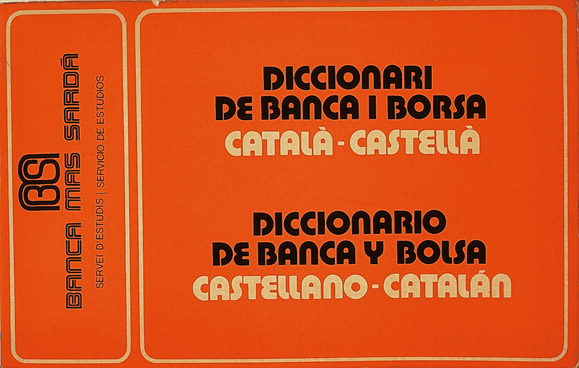 BS
BANCA MAS SARDÀ
SERVEI D'ESTUDIS | SERVICIO DE ESTUDIOS
DICCIONARI
DE BANCA I BORSA
CATALÀ - CASTELLÀ
DICCIONARIO
DE BANCA Y BOLSA
CASTELLANO - CATALÁN